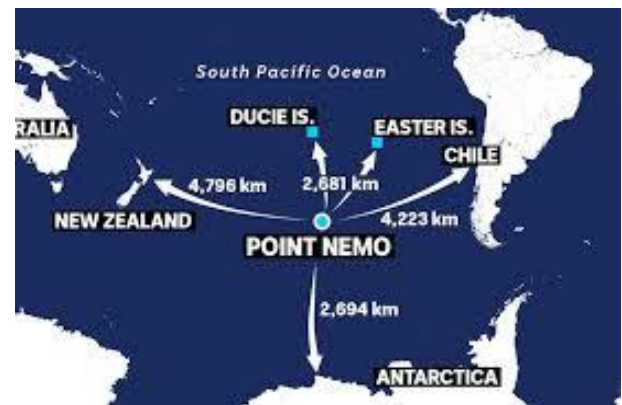 South Pacific Ocean
DUCIE IS.
EASTER IS.
RALIA
CHILE
4,796 km
2,681 km
NEW ZEALAND
4,223 km
POINT NEMO
2,694 km
ANTARCTICA